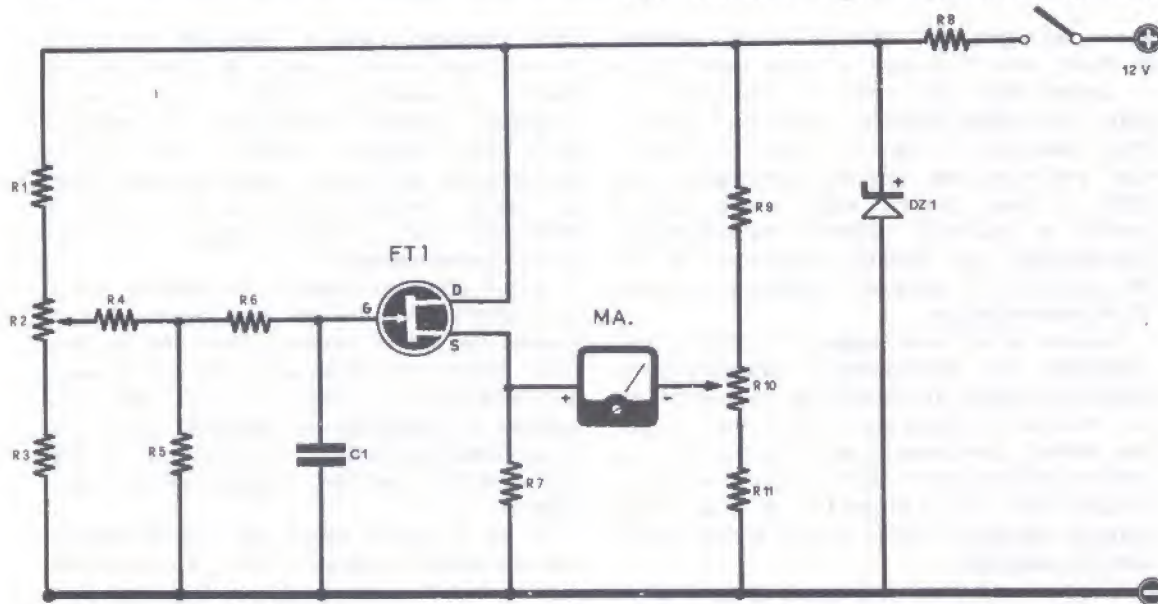 R8
+
12 V
R1
R9
+
DZ1
FT1
G
D
S
R4
R6
R2
MA.
+
-
R10
R3
R5
C1
R7
R11
-